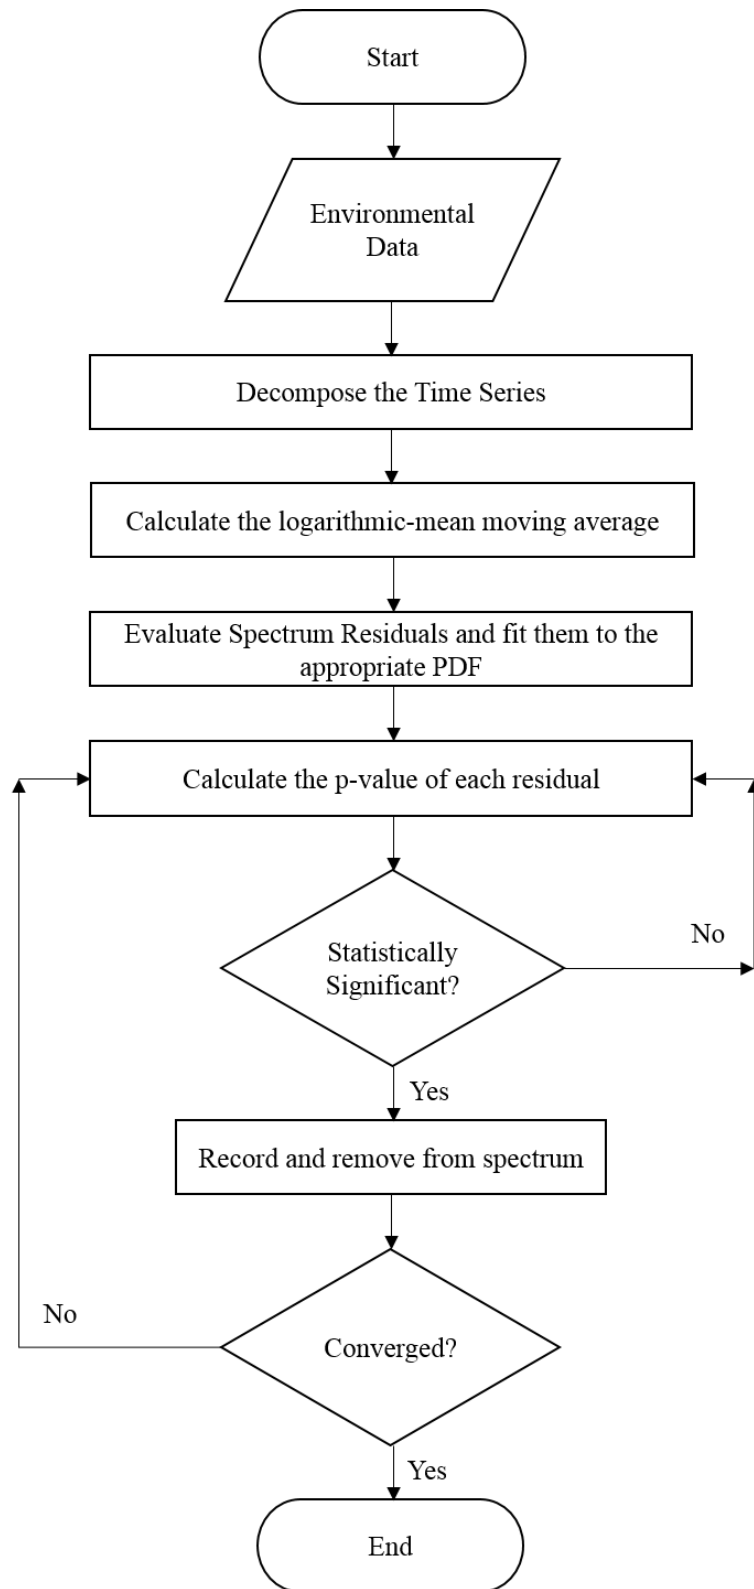 Start
Environmental
Data
Decompose the Time Series
Calculate the logarithmic-mean moving average
Evaluate Spectrum Residuals and fit them to the
appropriate PDF
Calculate the p-value of each residual
Statistically
Significant?
No
Yes
Record and remove from spectrum
Converged?
No
Yes
End